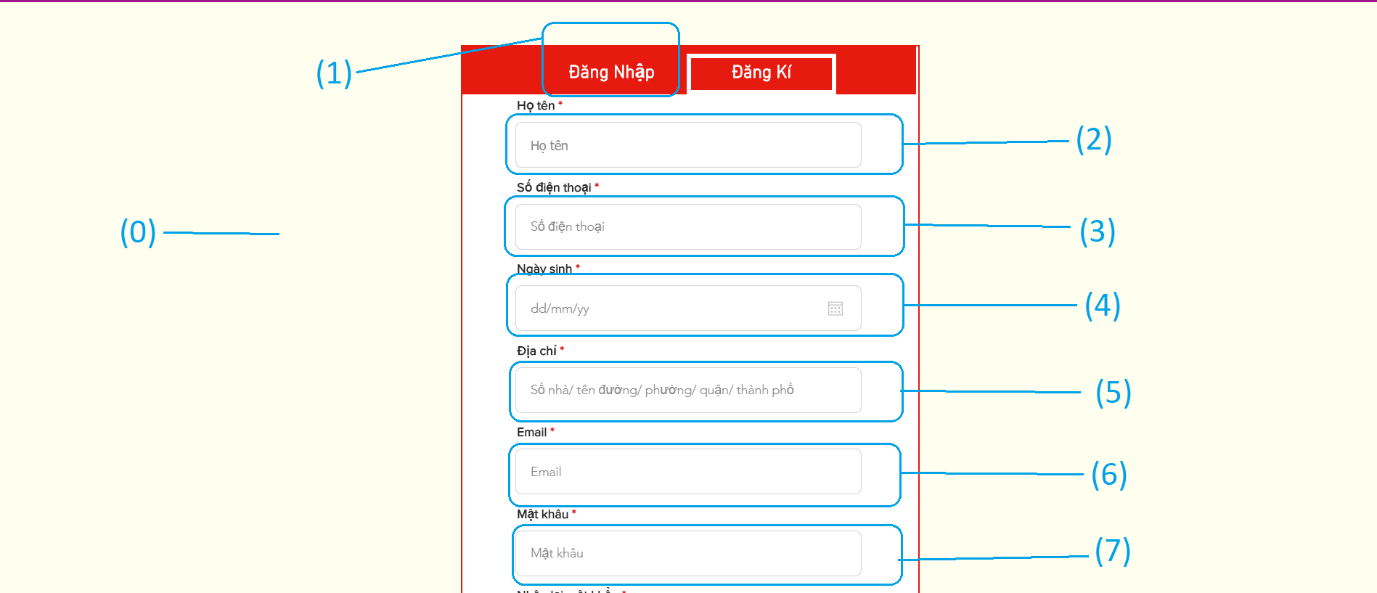 (1)
Đăng Nhập
Đăng Kí
Họ tên *
Họ tên
(2)
Số điện thoại *
Số điện thoại
(0)
(3)
Ngày sinh *
dd/mm/yy
(4)
Địa chỉ *
Số nhà/ tên đường/ phường/ quận/ thành phố
(5)
Email *
Email
(6)
Mật khẩu *
Mật khẩu
(7)